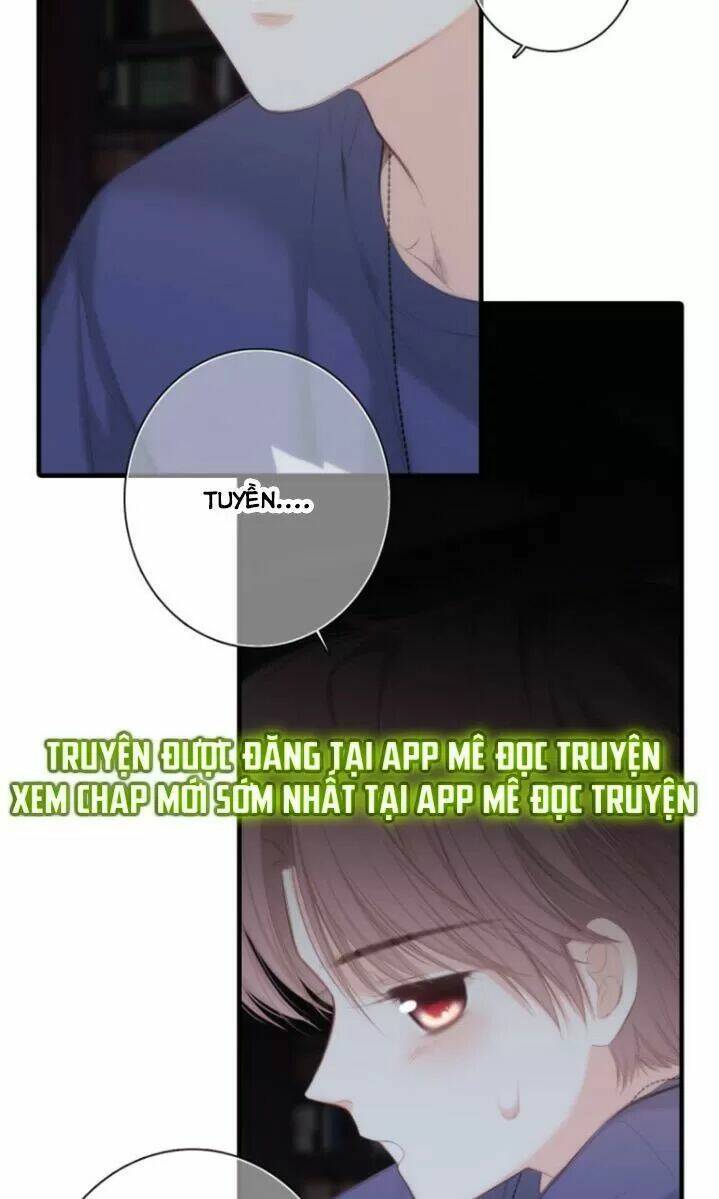 TUYỀN....
TRUYỆN ĐƯỢC ĐĂNG TẠI APP MÊ ĐỌC TRUYỆN
XEM CHAP MỚI SỚM NHẤT TẠI APP MÊ ĐỌC TRUYỆN